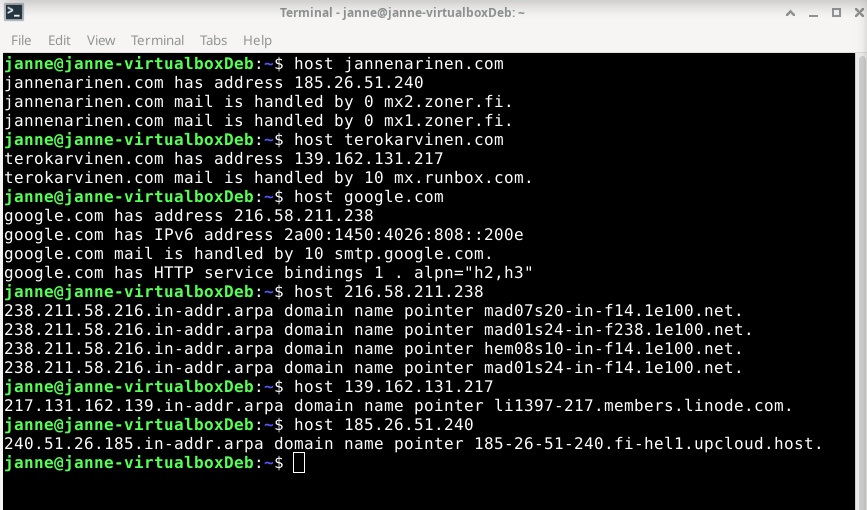 Terminal - janne@janne-virtualboxDeb: ~
File Edit View Terminal Tabs Help
janne@janne-virtualboxDeb:~$ host jannenarinen.com
jannenarinen.com has address 185.26.51.240
jannenarinen.com mail is handled by 0 mx2.zoner.fi.
jannenarinen.com mail is handled by 0 mx1.zoner.fi.
janne@janne-virtualboxDeb:~$ host terokarvinen.com
terokarvinen.com has address 139.162.131.217
terokarvinen.com mail is handled by 10 mx.runbox.com.
janne@janne-virtualboxDeb:~$ host google.com
google.com has address 216.58.211.238
google.com has IPv6 address 2a00:1450:4026:808::200e
google.com mail is handled by 10 smtp.google.com.
google.com has HTTP service bindings 1 . alpn="h2,h3"
janne@janne-virtualboxDeb:~$ host 216.58.211.238
238.211.58.216.in-addr.arpa domain name pointer mad07s20-in-f14.1e100.net.
238.211.58.216.in-addr.arpa domain name pointer mad01s24-in-f238.1e100.net.
238.211.58.216.in-addr.arpa domain name pointer hem08s10-in-f14.1e100.net.
238.211.58.216.in-addr.arpa domain name pointer mad01s24-in-f14.1e100.net.
janne@janne-virtualboxDeb:~$ host 139.162.131.217
217.131.162.139.in-addr.arpa domain name pointer li1397-217.members.linode.com.
janne@janne-virtualboxDeb:~$ host 185.26.51.240
240.51.26.185.in-addr.arpa domain name pointer 185-26-51-240.fi-hel1.upcloud.host.
janne@janne-virtualboxDeb:~$